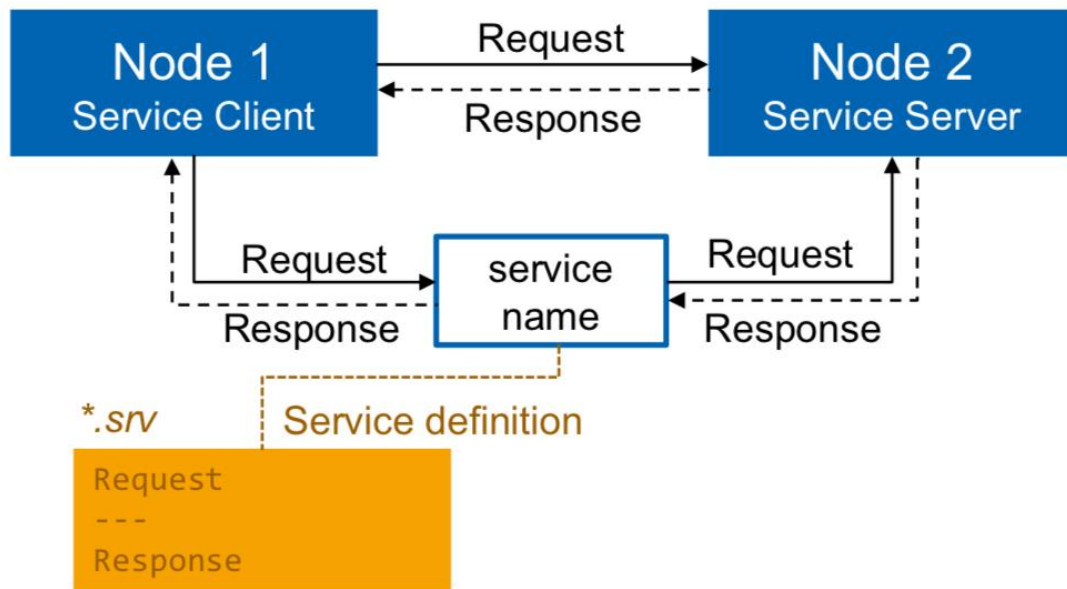 Node 1
Service Client
Request
Response
Node 2
Service Server
Request
Response
service
name
Request
Response
*.srv
Service definition
Request
---
Response